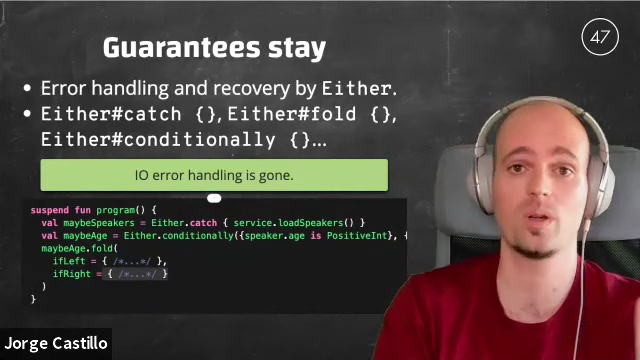 Guarantees stay
47
• Error handling and recovery by Either.
• Either#catch {}, Either#fold {},
Either#conditionally {}...
IO error handling is gone.
suspend fun program() {
val maybeSpeakers = Either.catch { service.loadSpeakers() }
val maybeAge = Either.conditionally({speaker.age is PositiveInt}, {
maybeAge.fold(
ifLeft = { /*...*/ },
ifRight = { /*...*/ }
)
}
Jorge Castillo